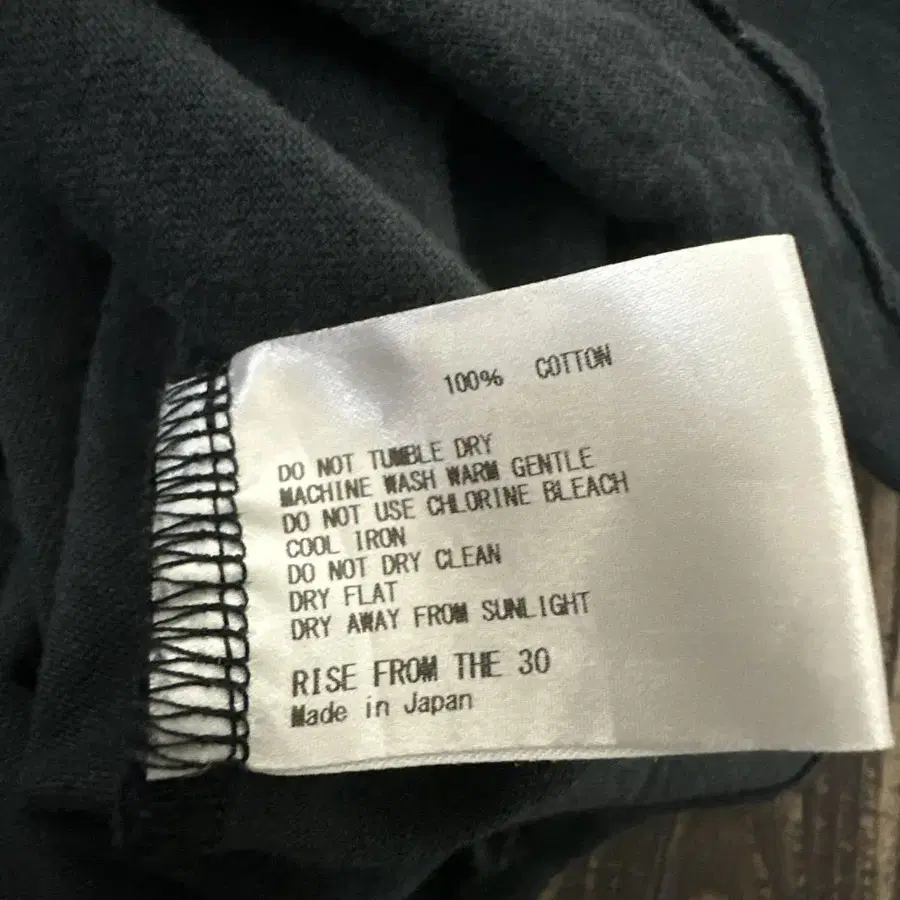 100% COTTON
DO NOT TUMBLE DRY
MACHINE WASH WARM GENTLE
DO NOT USE CHLORINE BLEACH
COOL IRON
DO NOT DRY CLEAN
DRY FLAT
DRY AWAY FROM SUNLIGHT
RISE FROM THE 30
Made in Japan